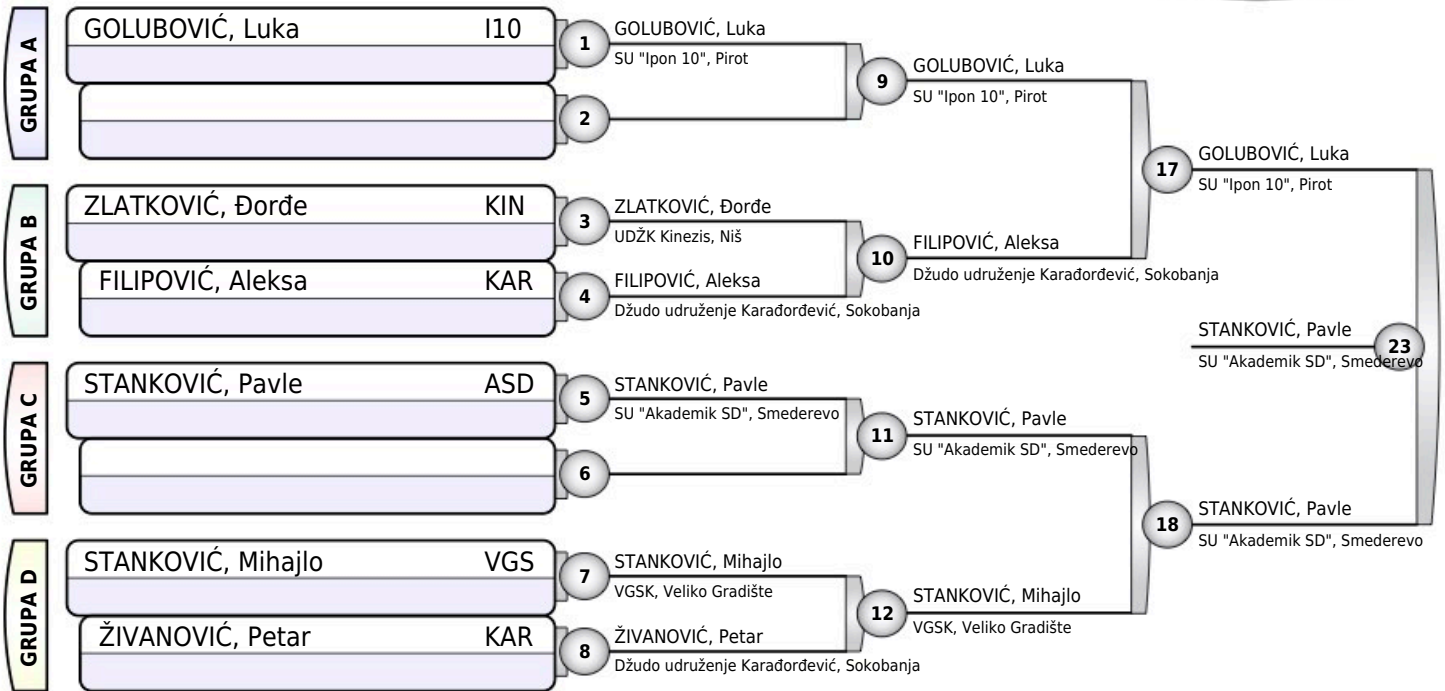 GRUPA A
GOLUBOVIĆ, Luka I10
1
GOLUBOVIĆ, Luka
SU "Ipon 10", Pirot
2
9
GOLUBOVIĆ, Luka
SU "Ipon 10", Pirot
17
GOLUBOVIĆ, Luka
SU "Ipon 10", Pirot
GRUPA B
ZLATKOVIĆ, Đorđe KIN
3
ZLATKOVIĆ, Đorđe
UDŽK Kinezis, Niš
FILIPOVIĆ, Aleksa KAR
4
FILIPOVIĆ, Aleksa
Džudo udruženje Karađorđević, Sokobanja
10
FILIPOVIĆ, Aleksa
Džudo udruženje Karađorđević, Sokobanja
STANKOVIĆ, Pavle
23
SU "Akademik SD", Smederevo
GRUPA C
STANKOVIĆ, Pavle ASD
5
STANKOVIĆ, Pavle
SU "Akademik SD", Smederevo
6
11
STANKOVIĆ, Pavle
SU "Akademik SD", Smederevo
18
STANKOVIĆ, Pavle
SU "Akademik SD", Smederevo
GRUPA D
STANKOVIĆ, Mihajlo VGS
7
STANKOVIĆ, Mihajlo
VGSK, Veliko Gradište
ŽIVANOVIĆ, Petar KAR
8
ŽIVANOVIĆ, Petar
Džudo udruženje Karađorđević, Sokobanja
12
STANKOVIĆ, Mihajlo
VGSK, Veliko Gradište